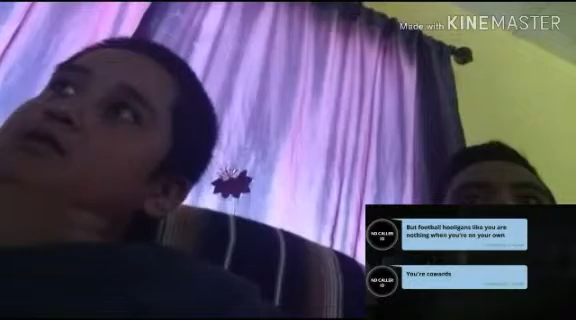 Made with KINEMASTER
NO CALLER
ID
But football hooligans like you are
nothing when you're on your own
NO CALLER
ID
You're cowards